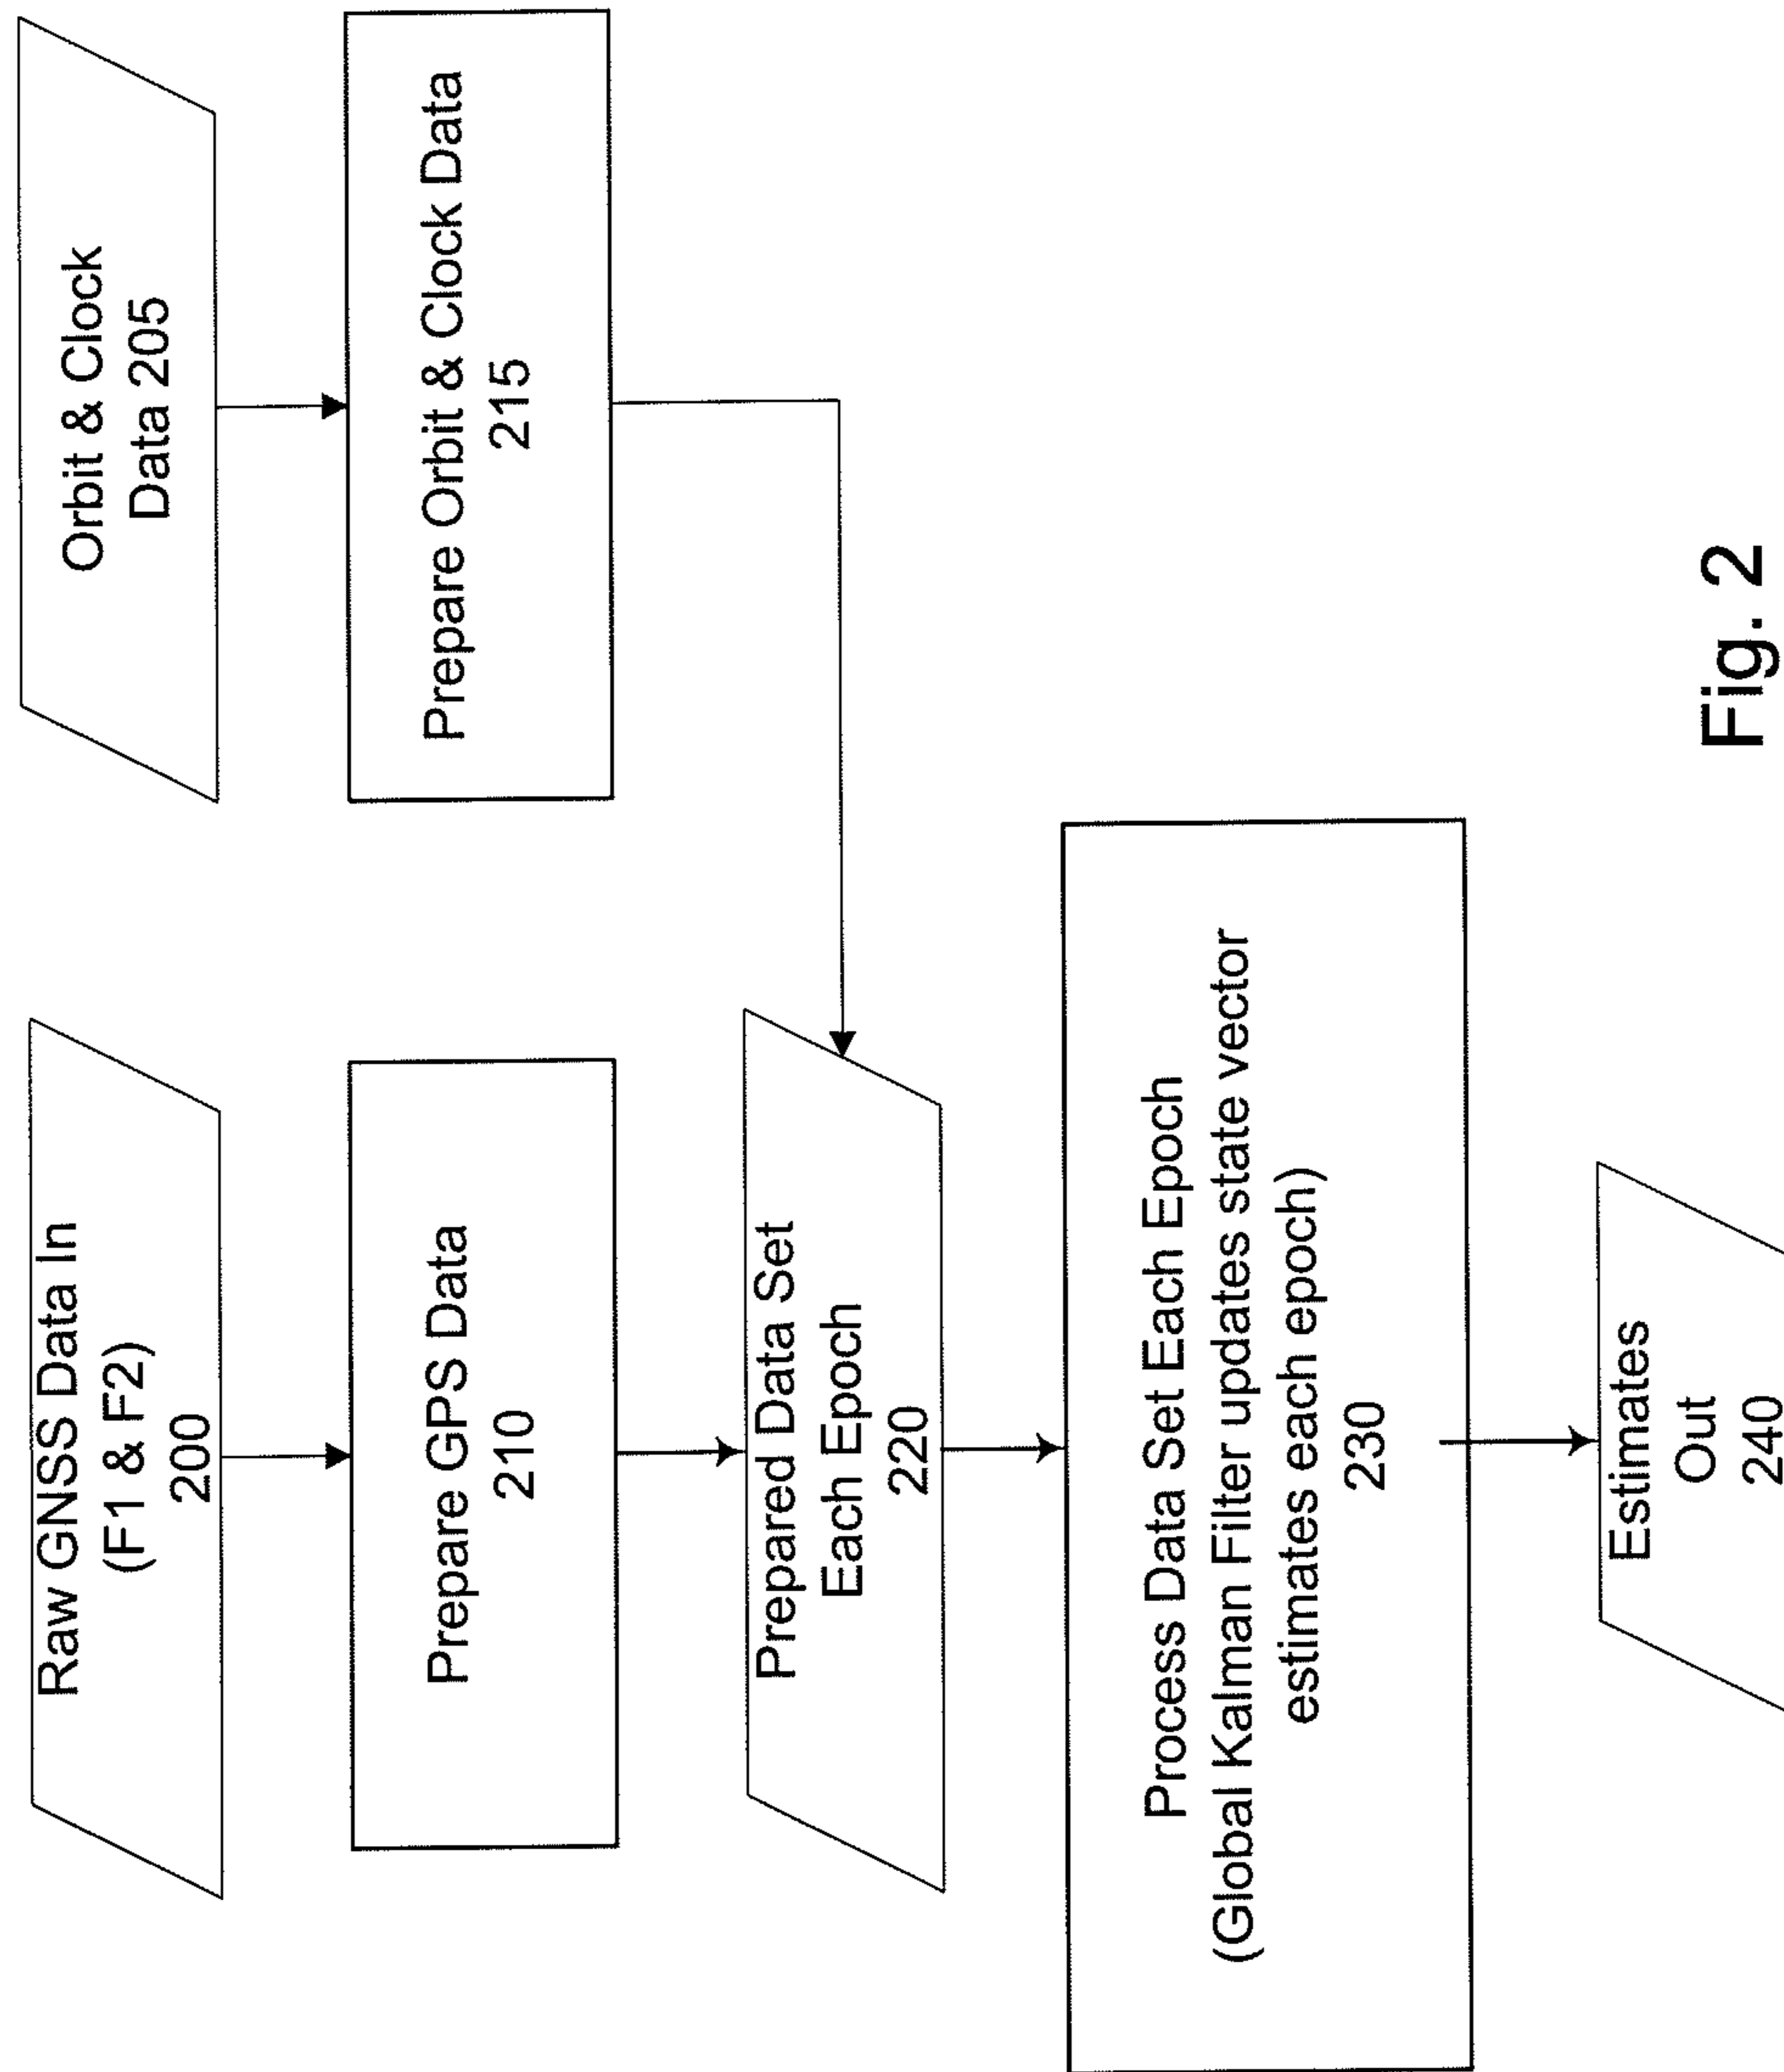 Raw GNSS Data In
(F1 & F2)
200
Orbit & Clock
Data 205
Prepare GPS Data
210
Prepare Orbit & Clock Data
215
Prepared Data Set
Each Epoch
220
Process Data Set Each Epoch
(Global Kalman Filter updates state vector
estimates each epoch)
230
Estimates
Out
240
Fig. 2